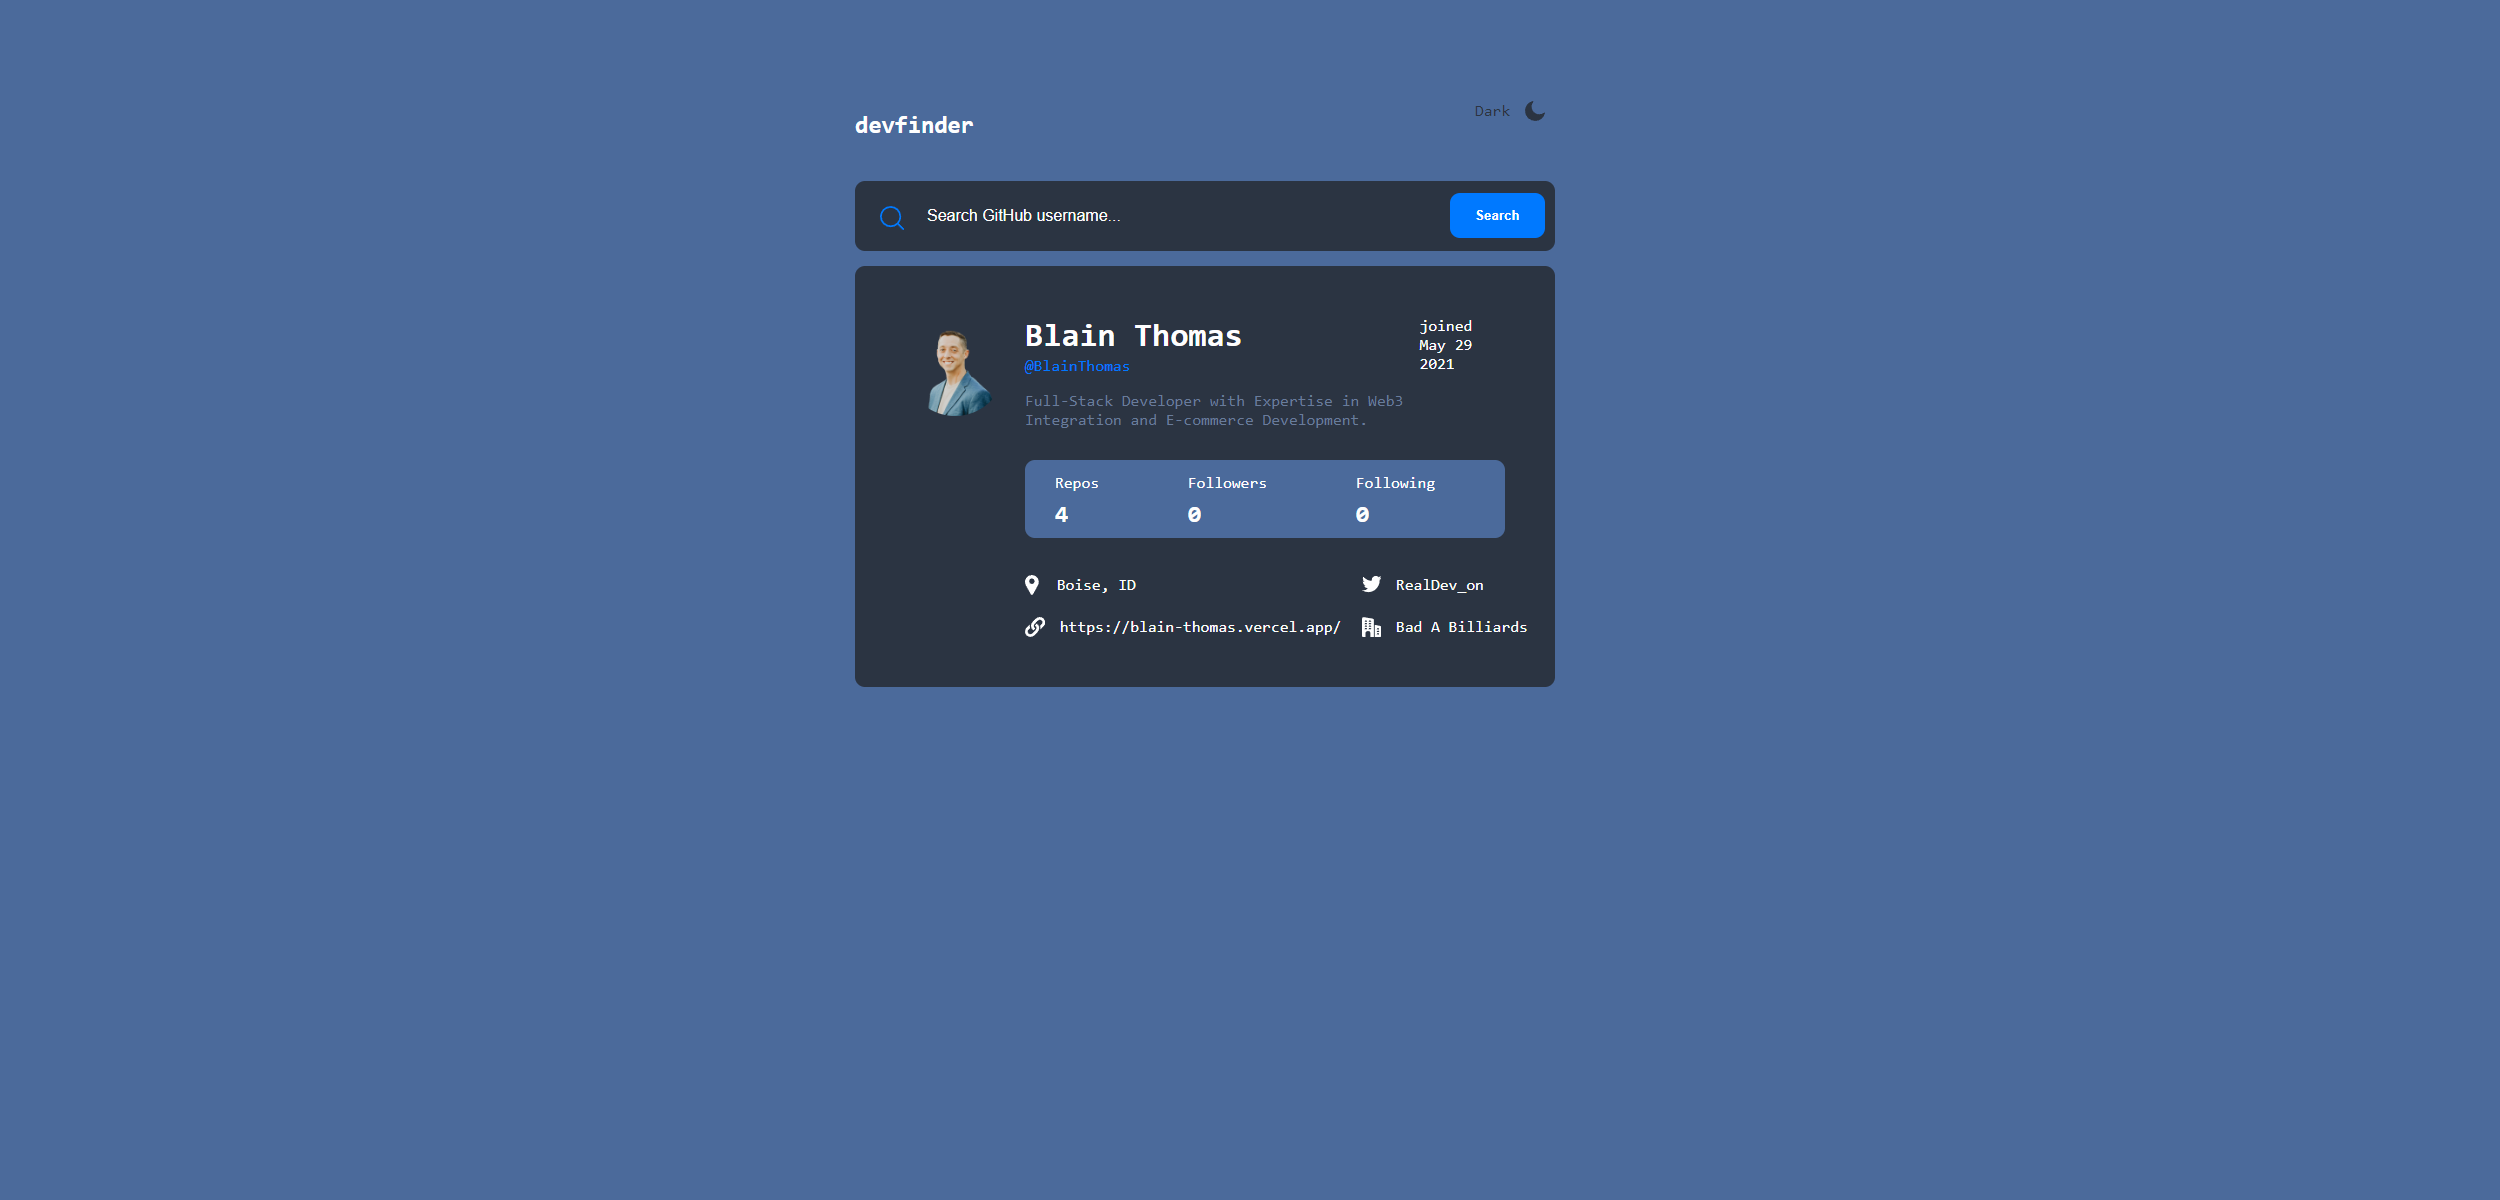 devfinder
Dark
Search GitHub username...
Search
Blain Thomas
@BlainThomas
joined
May 29
2021
Full-Stack Developer with Expertise in Web3
Integration and E-commerce Development.
Repos Followers Following
4 0 0
Boise, ID
RealDev_on
https://blain-thomas.vercel.app/
Bad A Billiards